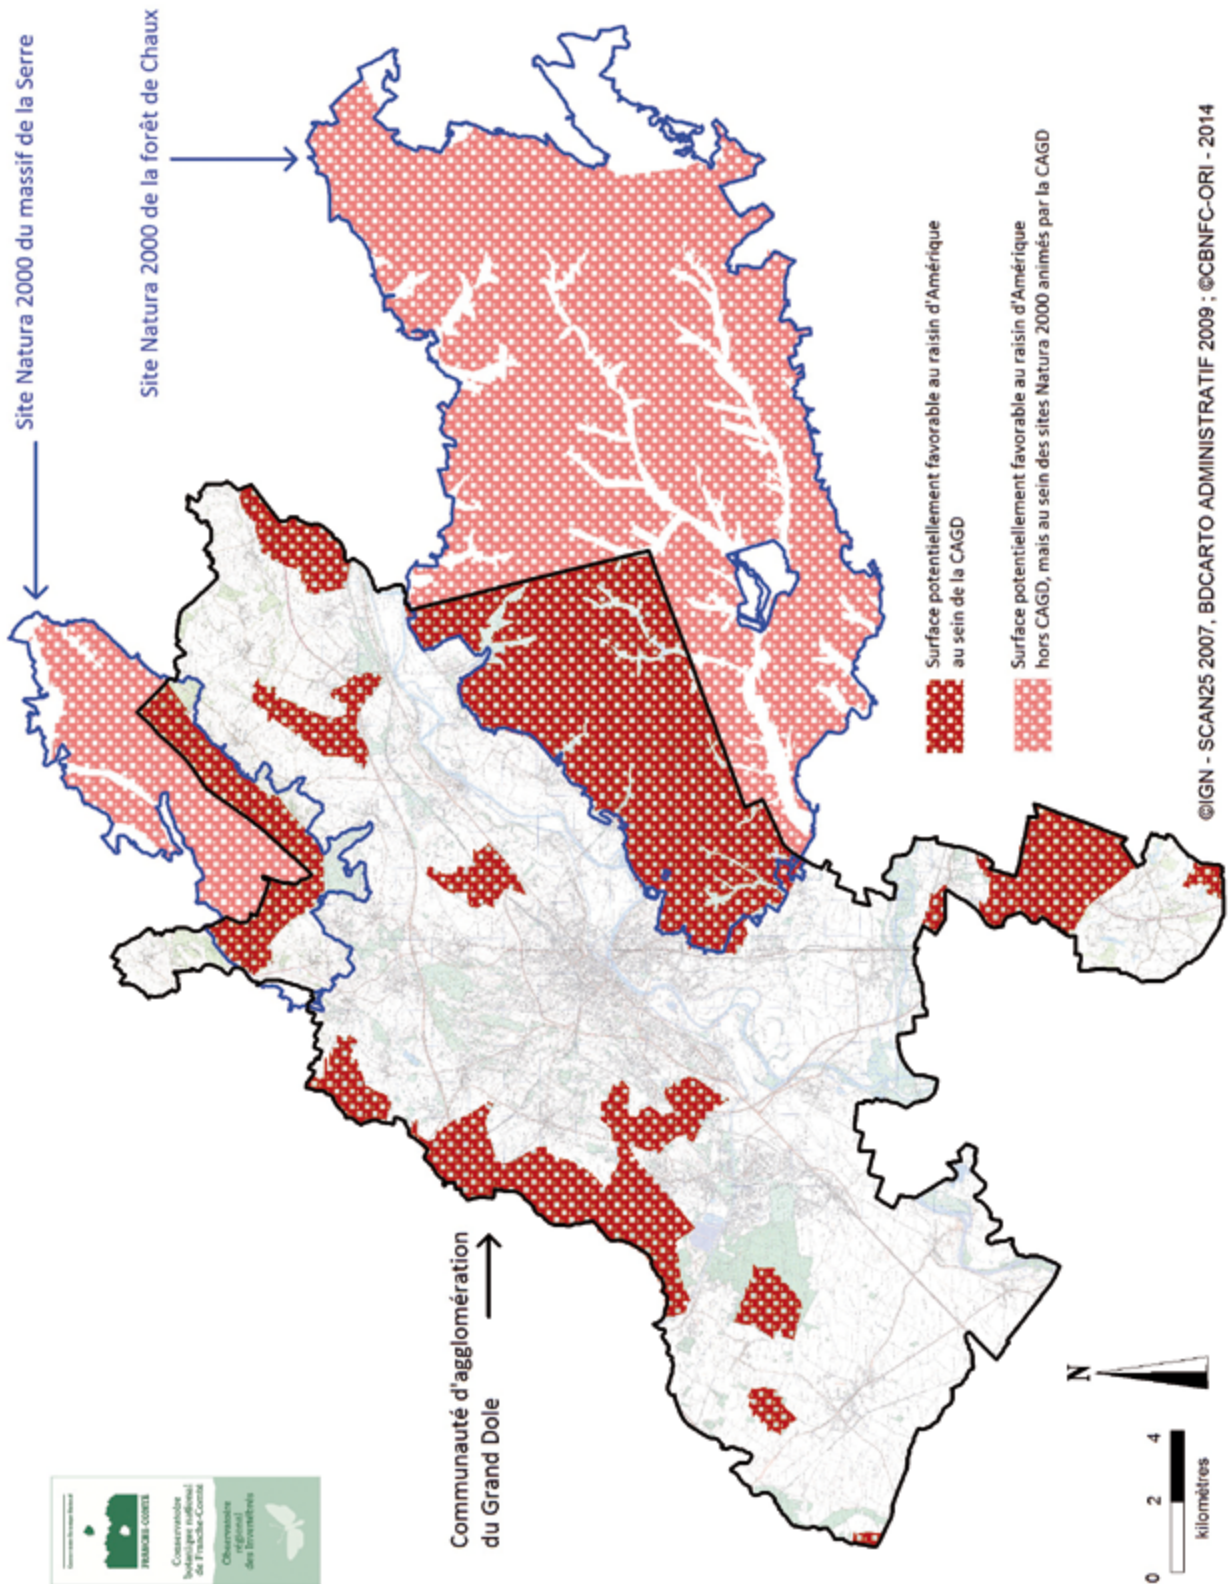 Site Natura 2000 du massif de la Serre
Site Natura 2000 de la forêt de Chaux
Communauté d'agglomération
du Grand Dole
Surface potentiellement favorable au raisin d'Amérique
au sein de la CAGD
Surface potentiellement favorable au raisin d'Amérique
hors CAGD, mais au sein des sites Natura 2000 animés par la CAGD
N
0 2 4
kilomètres
©IGN - SCAN25 2007, BDCARTO ADMINISTRATIF 2009 ; ©CBNFC-ORI - 2014
FRANCHE-COMTÉ
Conservatoire
botanique national
de Franche-Comté
Observatoire
régional
des Invertébrés